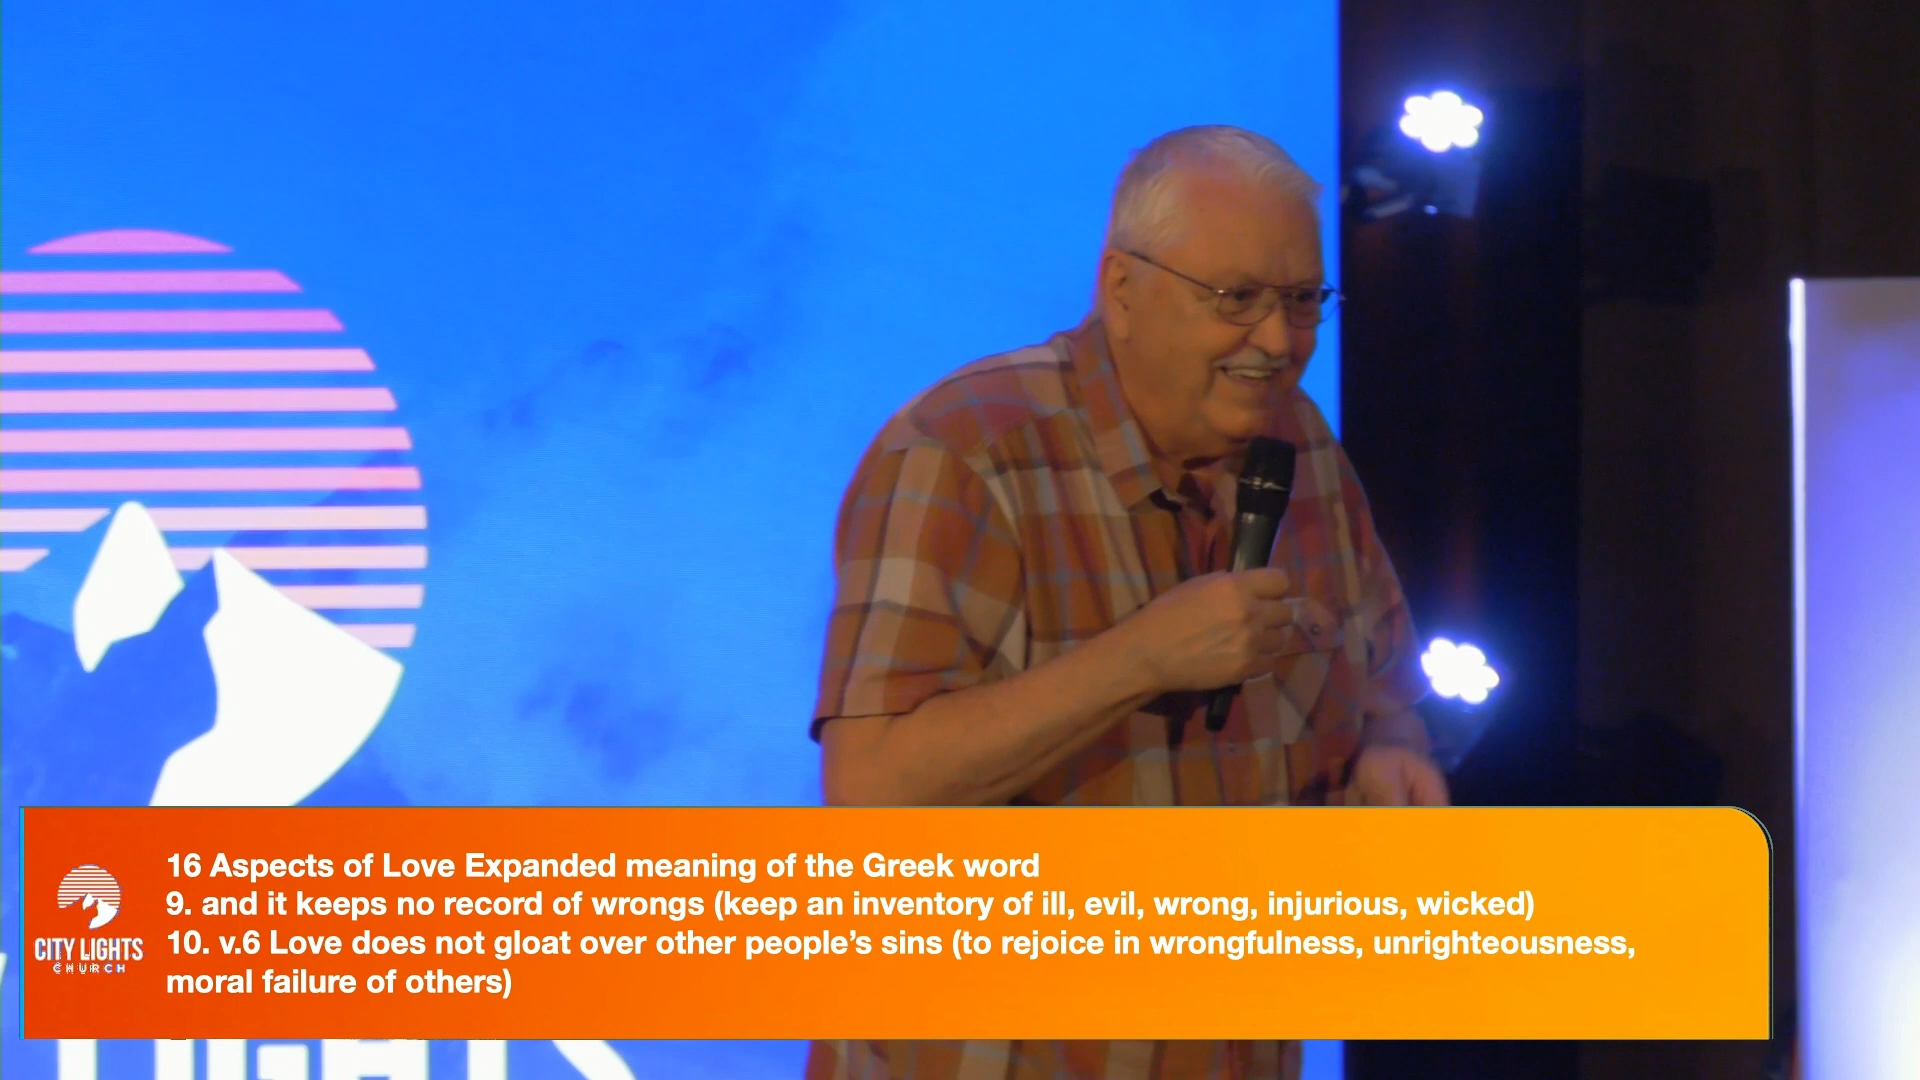 16 Aspects of Love Expanded meaning of the Greek word
9. and it keeps no record of wrongs (keep an inventory of ill, evil, wrong, injurious, wicked)
10. v.6 Love does not gloat over other people’s sins (to rejoice in wrongfulness, unrighteousness,
moral failure of others)
CITY LIGHTS
CHURCH
LIGHTS